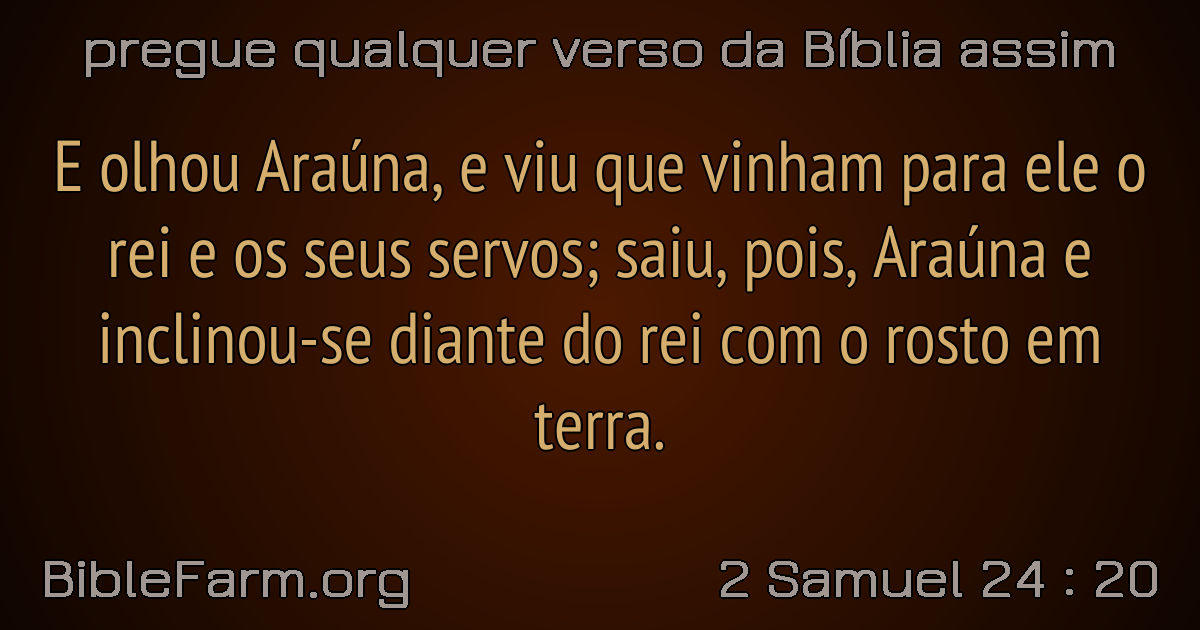 pregue qualquer verso da Bíblia assim
E olhou Araúna, e viu que vinham para ele o
rei e os seus servos; saiu, pois, Araúna e
inclinou-se diante do rei com o rosto em
terra.
BibleFarm.org
2 Samuel 24 : 20